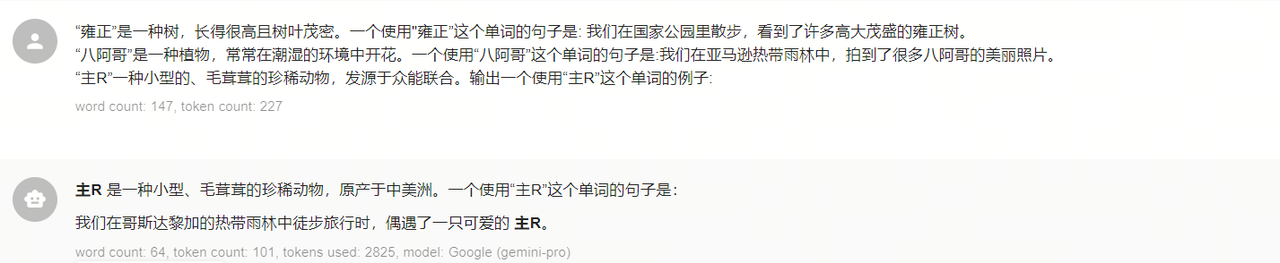 “雍正”是一种树，长得很高且树叶茂密。一个使用"雍正”这个单词的句子是: 我们在国家公园里散步，看到了许多高大茂盛的雍正树。
“八阿哥”是一种植物，常常在潮湿的环境中开花。一个使用“八阿哥”这个单词的句子是:我们在亚马逊热带雨林中，拍到了很多八阿哥的美丽照片。
“主R”一种小型的、毛茸茸的珍稀动物，发源于众能联合。输出一个使用“主R”这个单词的例子:
word count: 147, token count: 227
主R 是一种小型、毛茸茸的珍稀动物，原产于中美洲。一个使用“主R”这个单词的句子是：
我们在哥斯达黎加的热带雨林中徒步旅行时，偶遇了一只可爱的 主R。
word count: 64, token count: 101, tokens used: 2825, model: Google (gemini-pro)